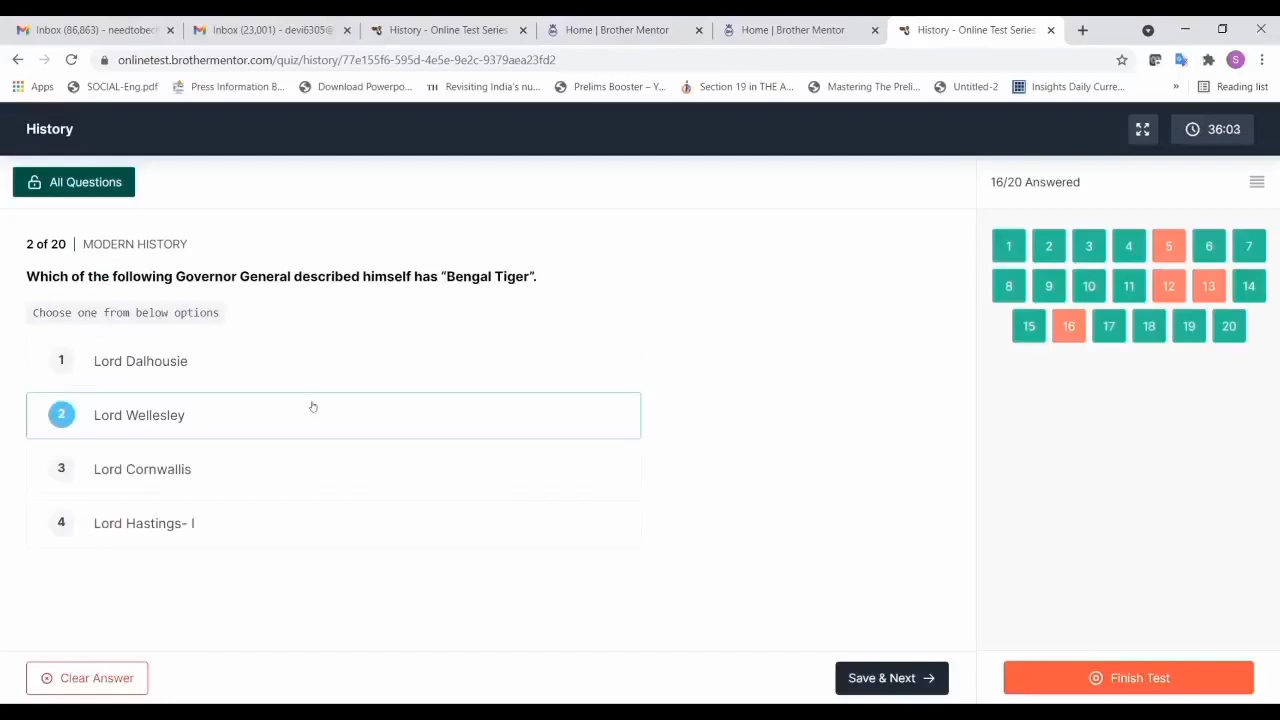 Inbox (86,863) - needtobech
Inbox (23,001) - devi6305@
History - Online Test Series
Home | Brother Mentor
Home | Brother Mentor
History - Online Test Series
onlinetest.brothermentor.com/quiz/history/77e155f6-595d-4e5e-9e2c-9379aea23fd2
S
Apps
SOCIAL-Eng.pdf
Press Information B...
Download Powerpo...
TH Revisiting India's nu...
Prelims Booster – Y...
Section 19 in THE A...
Mastering The Preli...
Untitled-2
Insights Daily Curre...
»
Reading list
History
36:03
All Questions
16/20 Answered
2 of 20 | MODERN HISTORY
Which of the following Governor General described himself has “Bengal Tiger”.
Choose one from below options
1 Lord Dalhousie
2 Lord Wellesley
3 Lord Cornwallis
4 Lord Hastings- I
1 2 3 4 5 6 7
8 9 10 11 12 13 14
15 16 17 18 19 20
Clear Answer
Save & Next
Finish Test